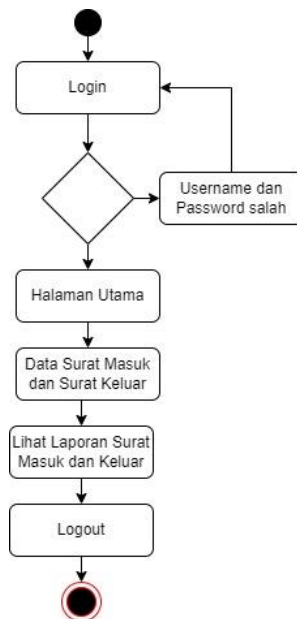 Login
Username dan
Password salah
Halaman Utama
Data Surat Masuk
dan Surat Keluar
Lihat Laporan Surat
Masuk dan Keluar
Logout